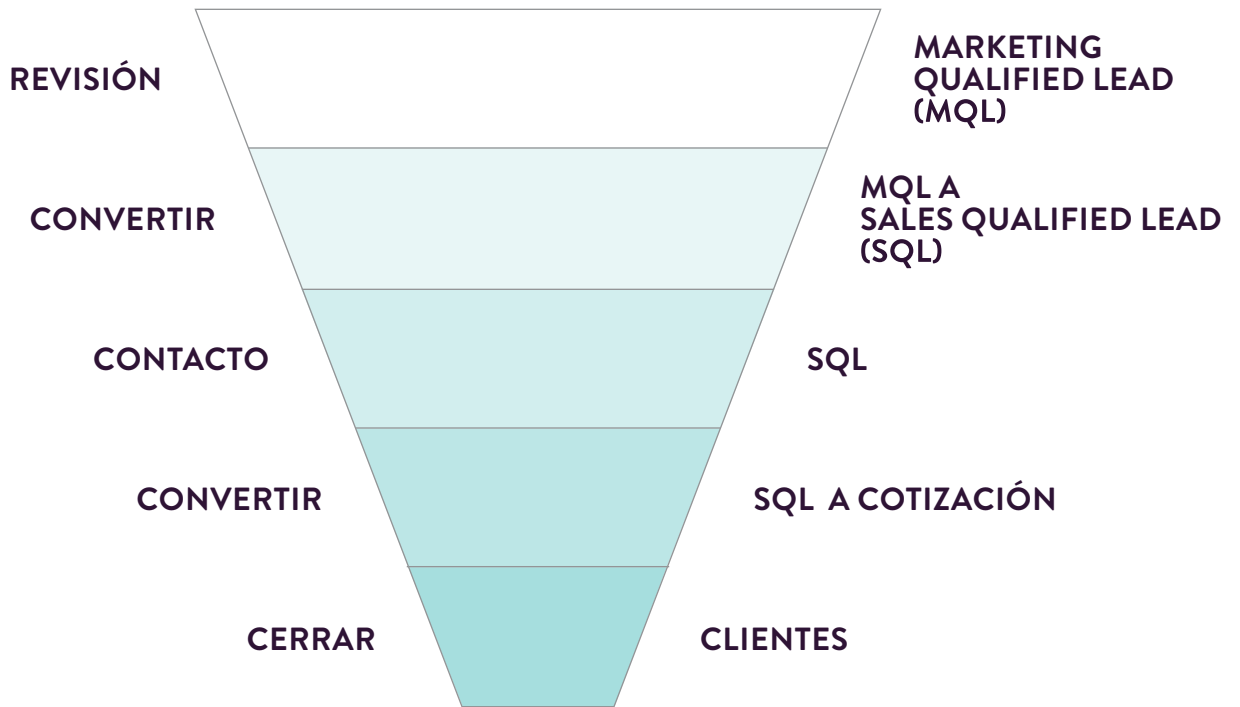 REVISIÓN
MARKETING
QUALIFIED LEAD
(MQL)
CONVERTIR
MQL A
SALES QUALIFIED LEAD
(SQL)
CONTACTO
SQL
CONVERTIR
SQL A COTIZACIÓN
CERRAR
CLIENTES